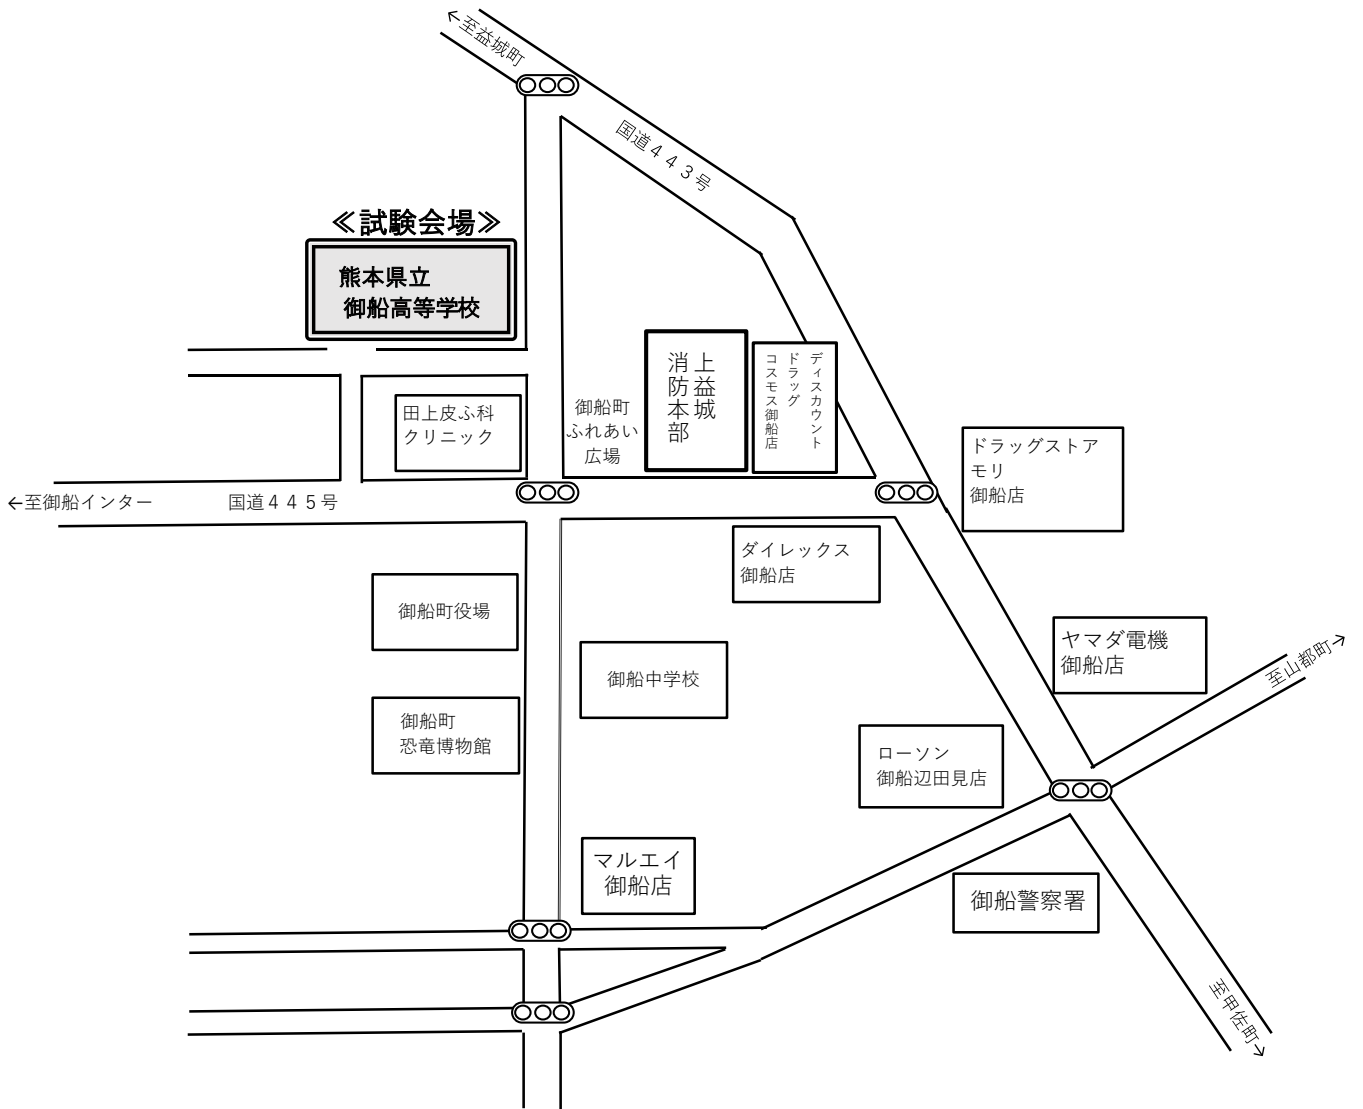 ←至益城町
国道４４３号
≪試験会場≫
熊本県立
御船高等学校
上益城
消防本部
ディスカウント
ドラッグ
コスモス御船店
御船町
ふれあい
広場
田上皮ふ科
クリニック
ドラッグストア
モリ
御船店
←至御船インター
国道４４５号
ダイレックス
御船店
御船町役場
御船中学校
ヤマダ電機
御船店
至山都町→
御船町
恐竜博物館
ローソン
御船辺田見店
マルエイ
御船店
御船警察署
至甲佐町→